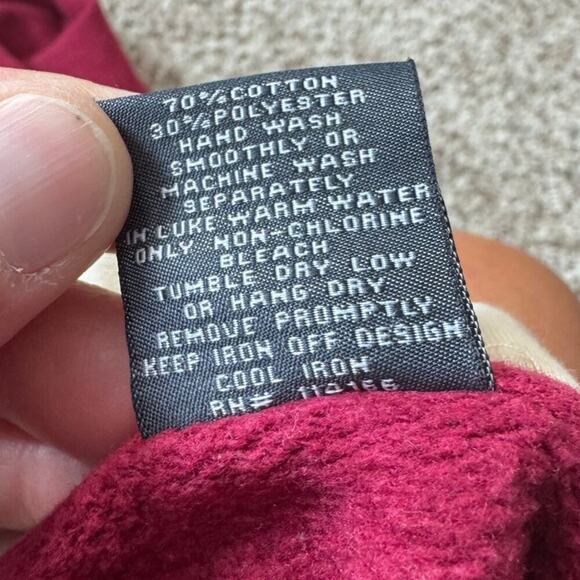 70%COTTON
30%POLYESTER
HAND WASH
SMOOTHLY OR
MACHINE WASH
SEPARATELY
IN LUKE WARM WATER
ONLY NON-CHLORINE
BLEACH
TUMBLE DRY LOW
OR HANG DRY
REMOVE PROMPTLY
KEEP IRON OFF DESIGN
COOL IRON
RN#